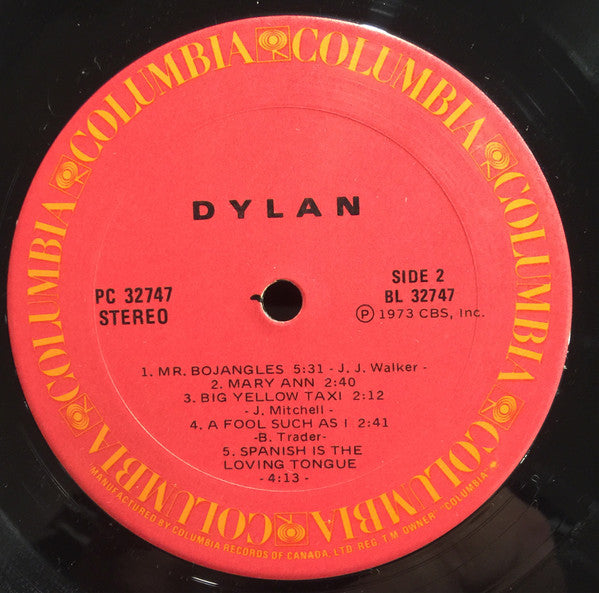 COLUMBIA COLUMBIA COLUMBIA COLUMBIA COLUMBIA COLUMBIA
DYLAN
PC 32747
STEREO
SIDE 2
BL 32747
Ⓟ 1973 CBS, Inc.
1. MR. BOJANGLES 5:31 - J. J. Walker -
2. MARY ANN 2:40
3. BIG YELLOW TAXI 2:12
- J. Mitchell -
4. A FOOL SUCH AS I 2:41
-B. Trader-
5. SPANISH IS THE
LOVING TONGUE
- 4:13 -
MANUFACTURED BY COLUMBIA RECORDS OF CANADA, LTD. REG. T.M. OWNER "COLUMBIA"